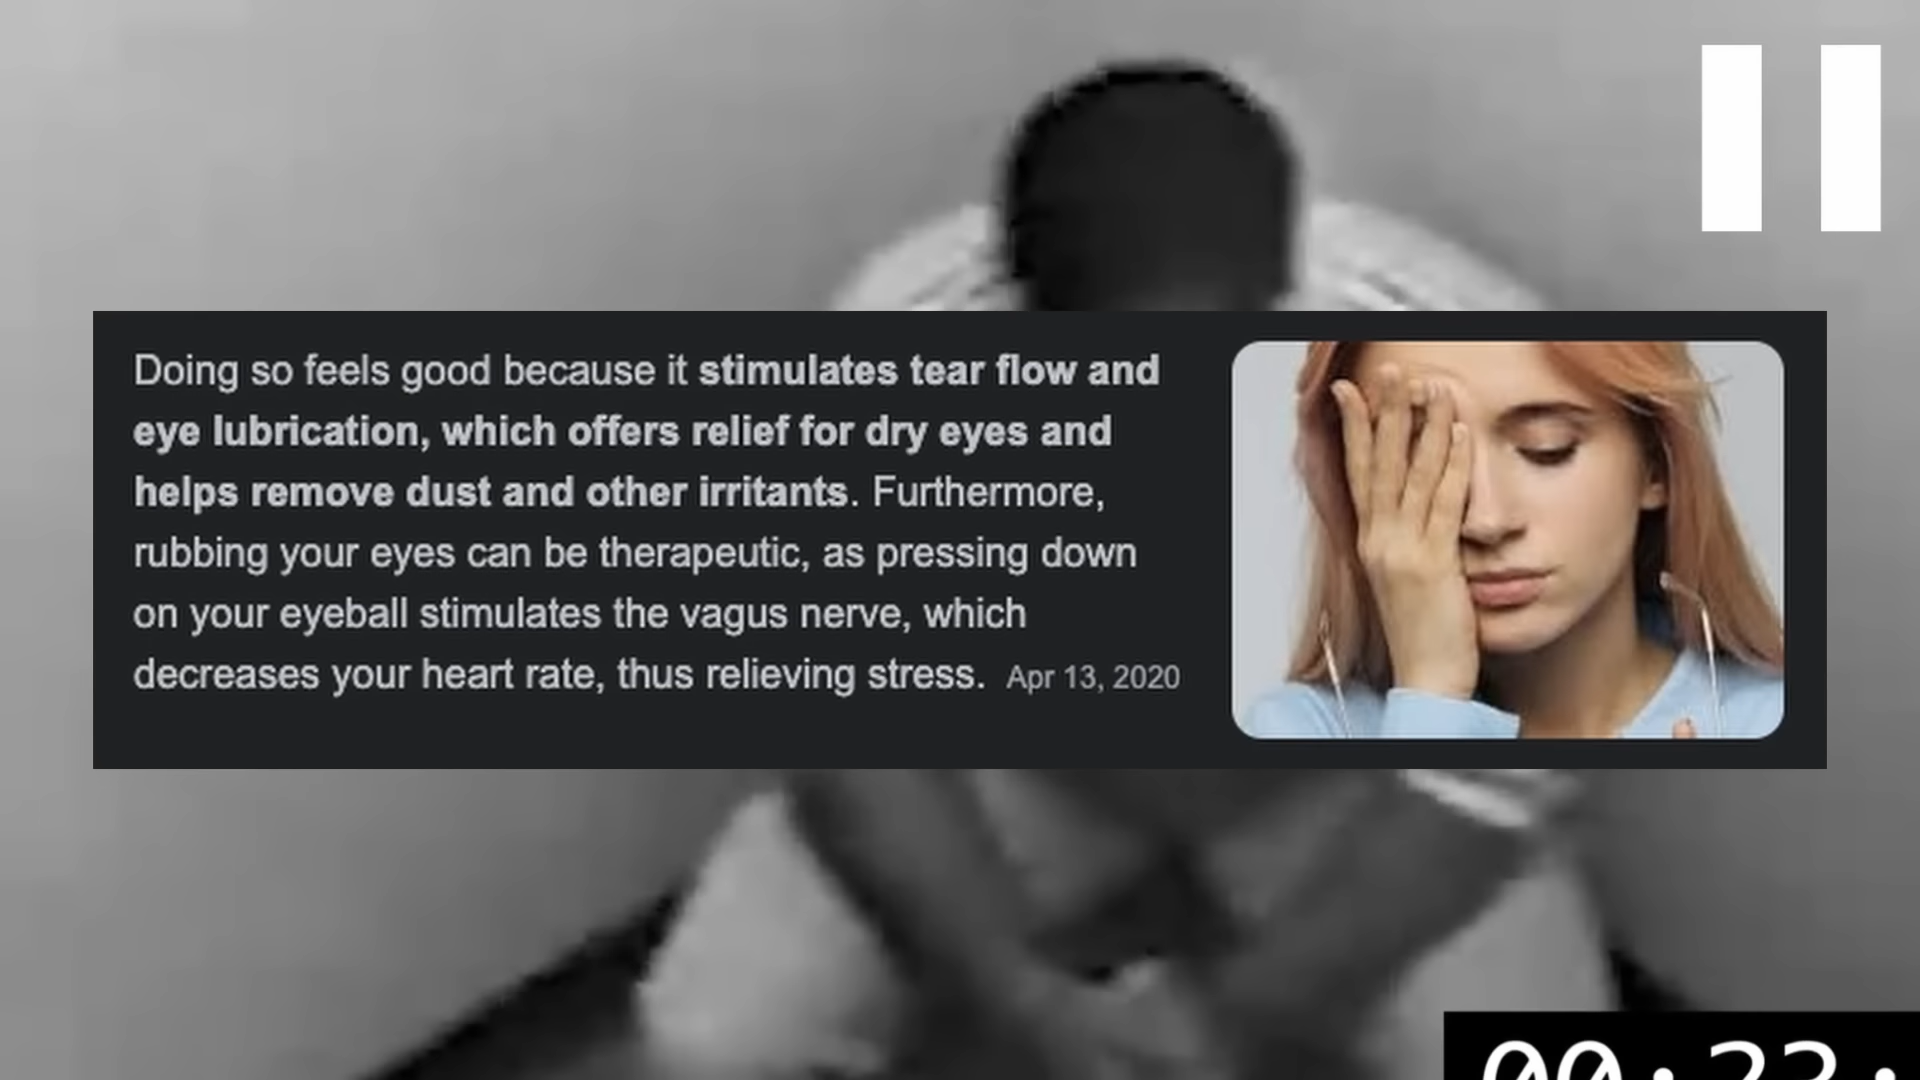 Doing so feels good because it stimulates tear flow and
eye lubrication, which offers relief for dry eyes and
helps remove dust and other irritants. Furthermore,
rubbing your eyes can be therapeutic, as pressing down
on your eyeball stimulates the vagus nerve, which
decreases your heart rate, thus relieving stress. Apr 13, 2020